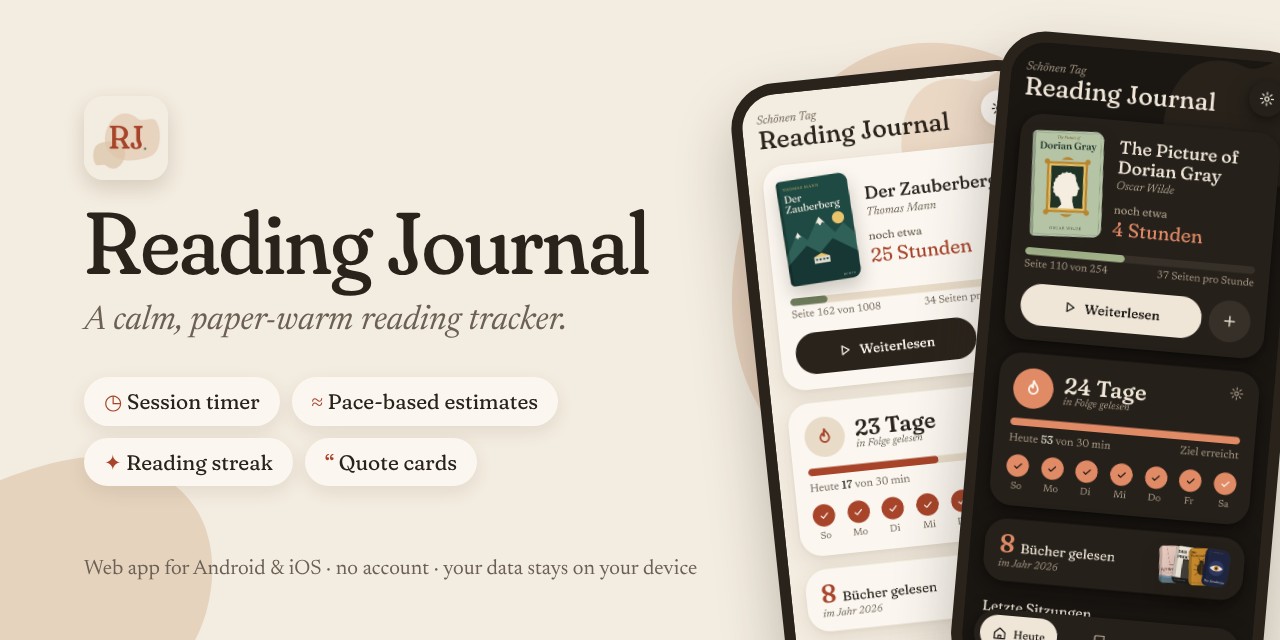 RJ.
Reading Journal
A calm, paper-warm reading tracker.
Session timer
≈ Pace-based estimates
✦ Reading streak
“ Quote cards
Web app for Android & iOS · no account · your data stays on your device
Schönen Tag
Reading Journal
Der
Zauberberg
Der Zauberberg
Thomas Mann
noch etwa
25 Stunden
Seite 162 von 1008
34 Seiten pr
Weiterlesen
23 Tage
in Folge gelesen
Heute 17 von 30 min
So
Mo
Di
Mi
8 Bücher gelesen
im Jahr 2026
Schönen Tag
Reading Journal
The Picture of
Dorian Gray
OSCAR WILDE
The Picture of
Dorian Gray
Oscar Wilde
noch etwa
4 Stunden
Seite 110 von 254
37 Seiten pro Stunde
Weiterlesen
24 Tage
in Folge gelesen
Heute 53 von 30 min
Ziel erreicht
So
Mo
Di
Mi
Do
Fr
Sa
8 Bücher gelesen
im Jahr 2026
Letzte Sitzungen
Heute